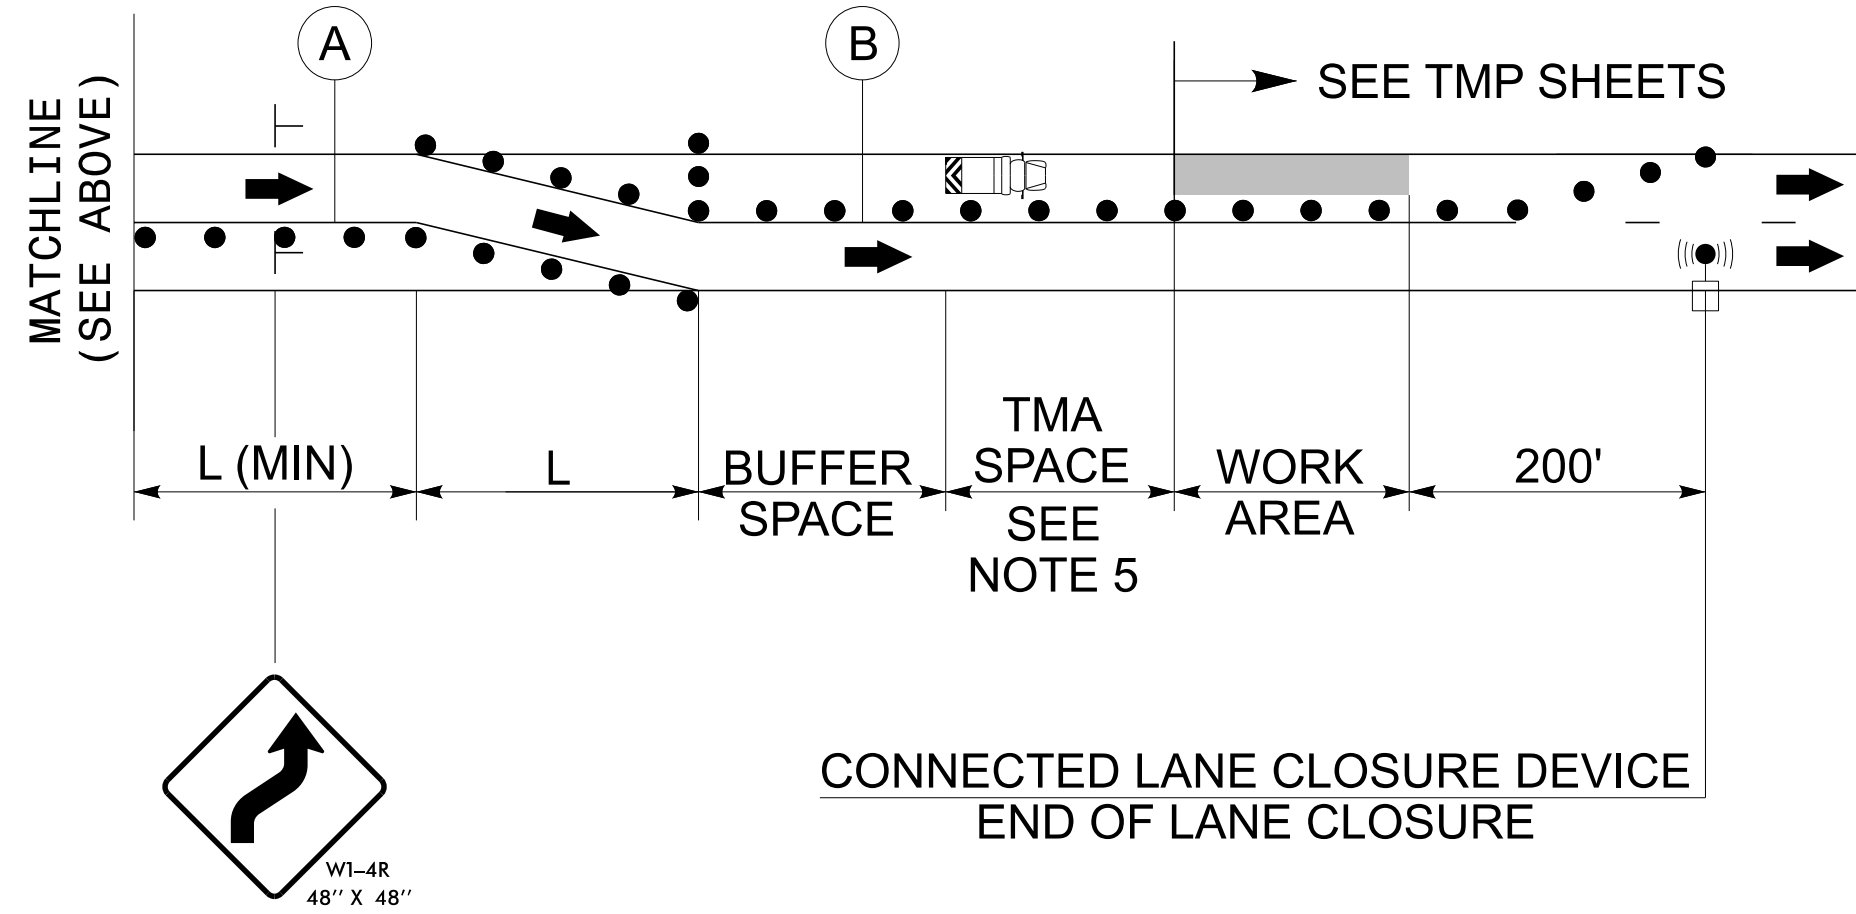 A
B
SEE TMP SHEETS
MATCHLINE
(SEE ABOVE)
L (MIN)
L
BUFFER
SPACE
TMA
SPACE
SEE
NOTE 5
WORK
AREA
200'
CONNECTED LANE CLOSURE DEVICE
END OF LANE CLOSURE
W1-4R
48'' X 48''